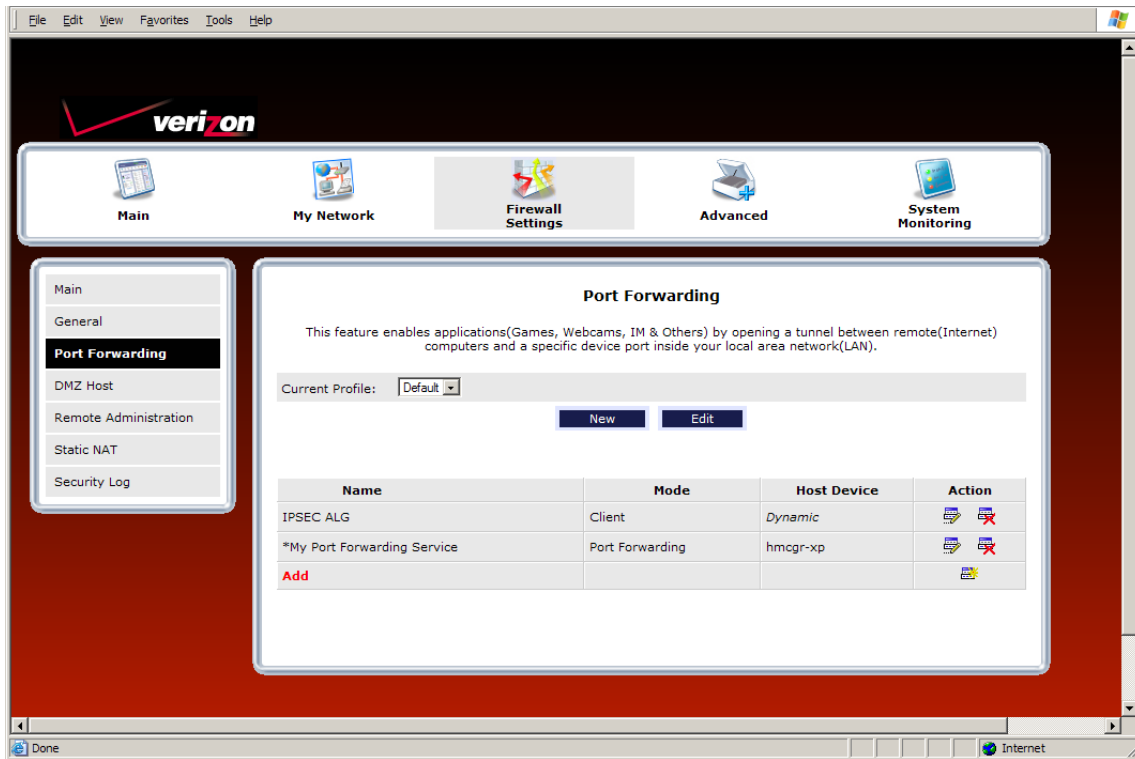 File Edit View Favorites Tools Help
verizon
Main
My Network
Firewall
Settings
Advanced
System
Monitoring
Main
General
Port Forwarding
DMZ Host
Remote Administration
Static NAT
Security Log
Port Forwarding
This feature enables applications(Games, Webcams, IM & Others) by opening a tunnel between remote(Internet)
computers and a specific device port inside your local area network(LAN).
Current Profile: Default
New Edit
Name Mode Host Device Action
IPSEC ALG Client Dynamic
*My Port Forwarding Service Port Forwarding hmcgr-xp
Add
Done Internet